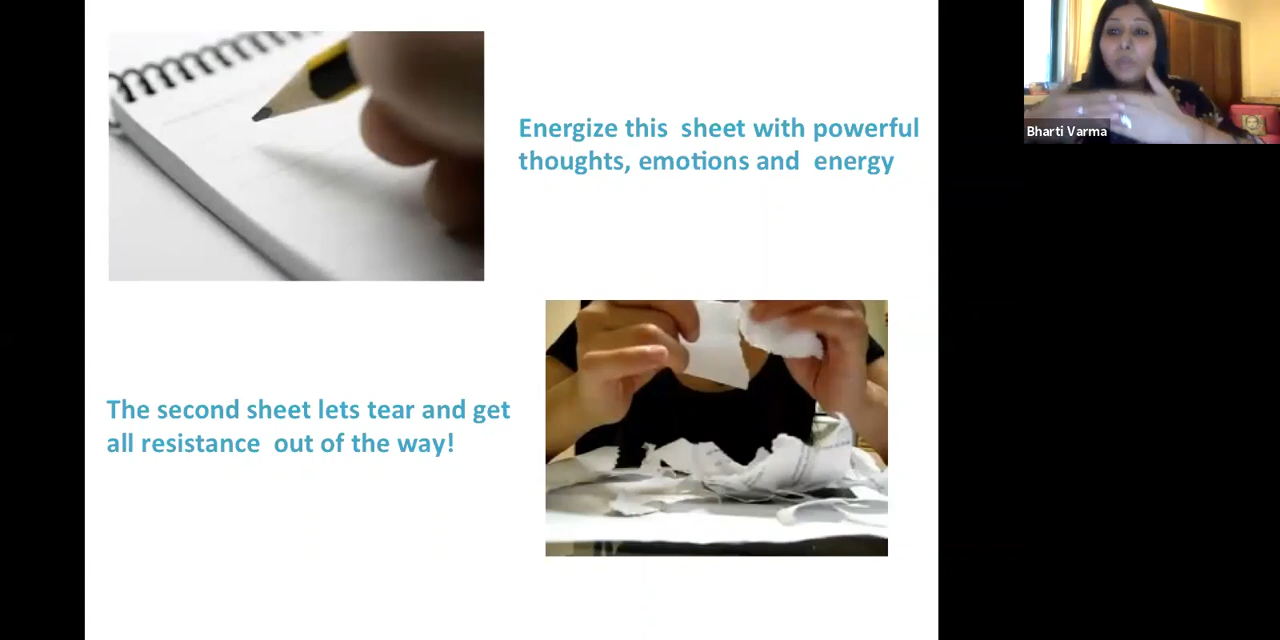 Energize this  sheet with powerful
thoughts, emotions and  energy
Bharti Varma
The second sheet lets tear and get
all resistance  out of the way!